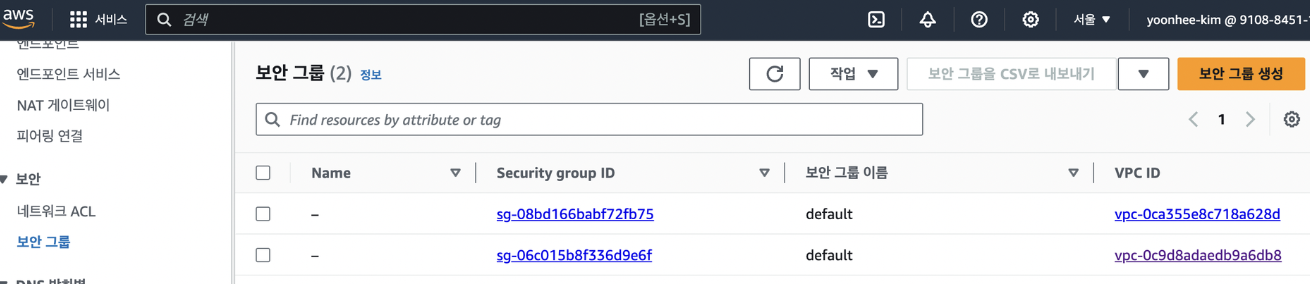 aws 서비스 검색 [옵션+S] 서울 ▼ yoonhee-kim @ 9108-8451-
엔드포인트
엔드포인트 서비스
NAT 게이트웨이
피어링 연결
▼ 보안
네트워크 ACL
보안 그룹
보안 그룹 (2) 정보 작업 ▼ 보안 그룹을 CSV로 내보내기 ▼ 보안 그룹 생성
Find resources by attribute or tag 1
Name Security group ID 보안 그룹 이름 VPC ID
– sg-08bd166babf72fb75 default vpc-0ca355e8c718a628d
– sg-06c015b8f336d9e6f default vpc-0c9d8adaedb9a6db8